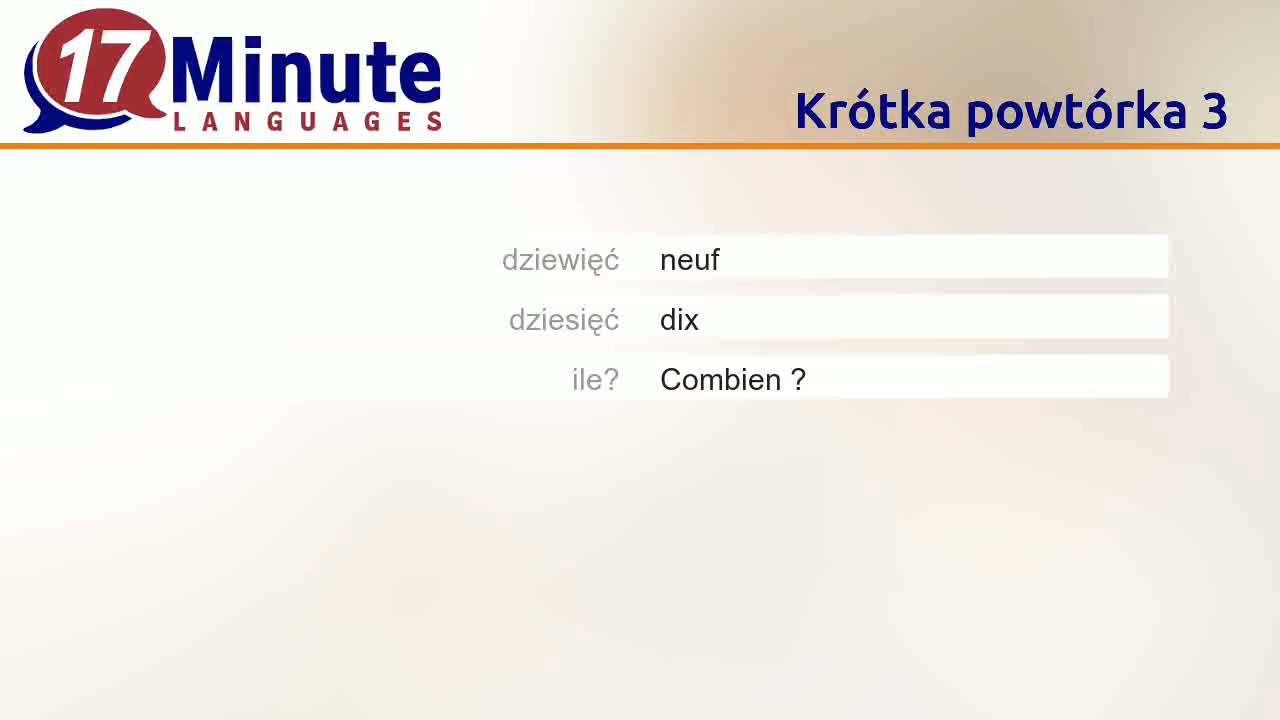 17 Minute
LANGUAGES
Krótka powtórka 3
dziewięć neuf
dziesięć dix
ile? Combien ?